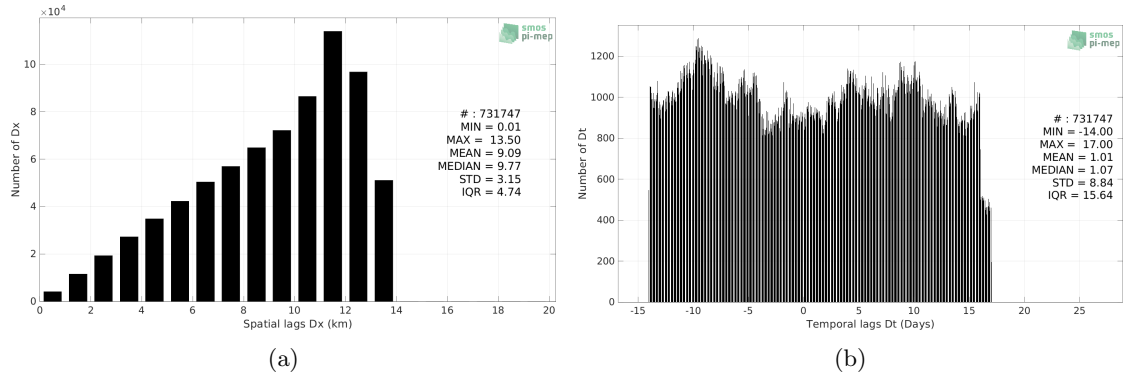 ×10⁴
smos
pi-mep
10
8
6
4
2
0
Number of Dx
# : 731747
MIN = 0.01
MAX = 13.50
MEAN = 9.09
MEDIAN = 9.77
STD = 3.15
IQR = 4.74
0 2 4 6 8 10 12 14 16 18 20
Spatial lags Dx (km)
(a)
smos
pi-mep
1200
1000
800
600
400
200
0
Number of Dt
# : 731747
MIN = -14.00
MAX = 17.00
MEAN = 1.01
MEDIAN = 1.07
STD = 8.84
IQR = 15.64
-15 -10 -5 0 5 10 15 20 25
Temporal lags Dt (Days)
(b)